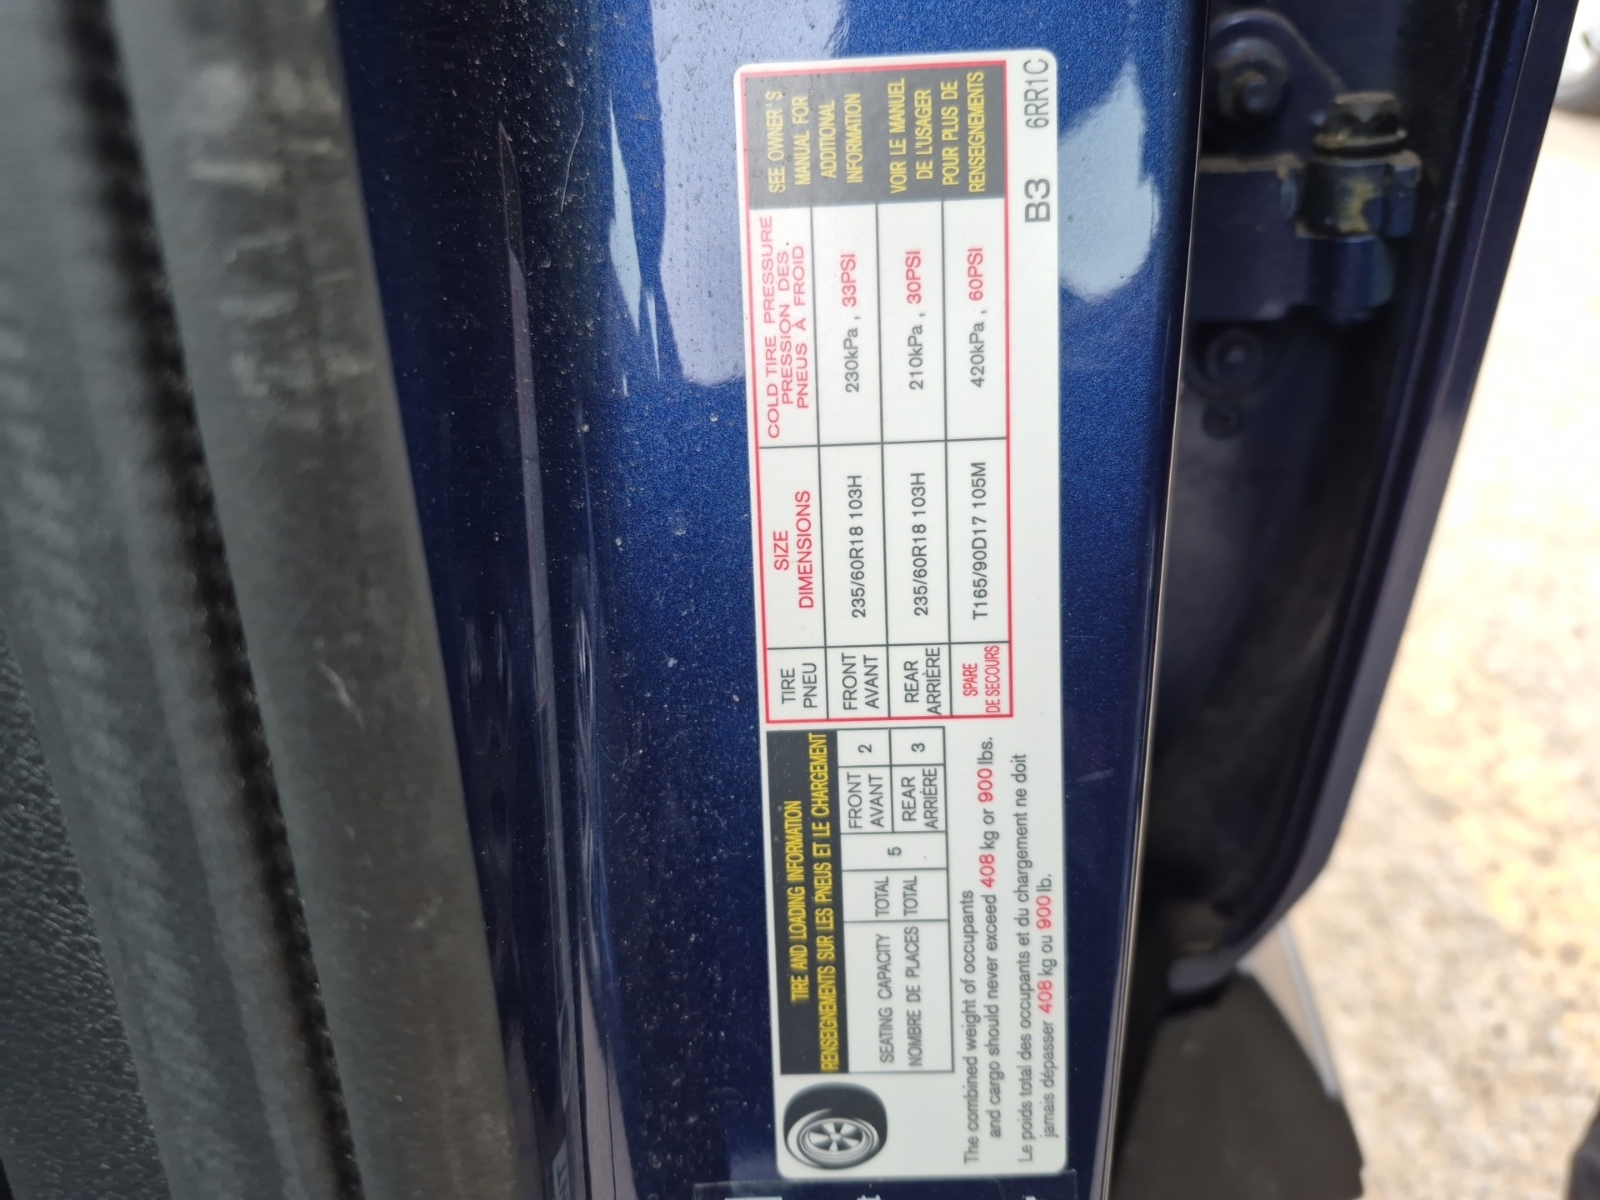 TIRE AND LOADING INFORMATION
RENSEIGNEMENTS SUR LES PNEUS ET LE CHARGEMENT
SEATING CAPACITY TOTAL 5 FRONT 2
NOMBRE DE PLACES TOTAL AVANT
REAR 3
ARRIÈRE
The combined weight of occupants
and cargo should never exceed 408 kg or 900 lbs.
Le poids total des occupants et du chargement ne doit
jamais dépasser 408 kg ou 900 lb.
TIRE
PNEU
SIZE
DIMENSIONS
COLD TIRE PRESSURE
PRESSION DES
PNEUS À FROID
FRONT
AVANT
235/60R18 103H
230kPa, 33PSI
REAR
ARRIÈRE
235/60R18 103H
210kPa, 30PSI
SPARE
DE SECOURS
T165/90D17 105M
420kPa, 60PSI
SEE OWNER'S
MANUAL FOR
ADDITIONAL
INFORMATION
VOIR LE MANUEL
DE L'USAGER
POUR PLUS DE
RENSEIGNEMENTS
B3 6RR1C